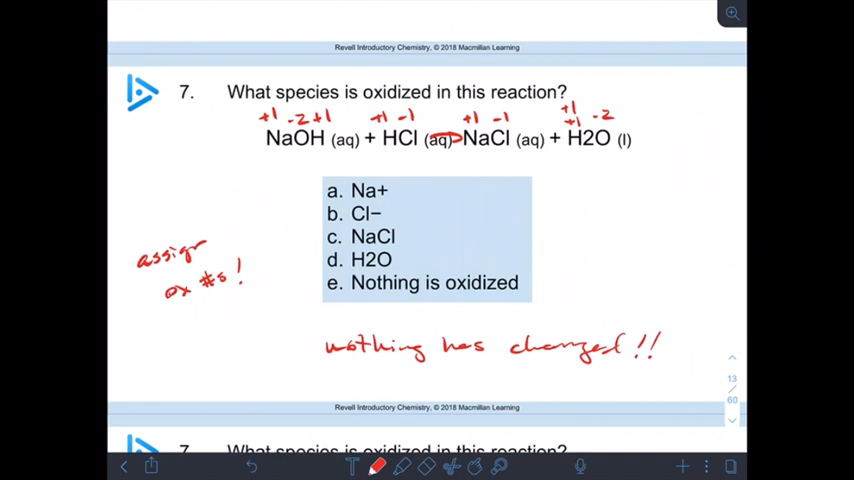 Revell Introductory Chemistry, © 2018 Macmillan Learning
7. What species is oxidized in this reaction?
+1
+1 -2 +1 +1 -1 +1 -1 +1 -2
NaOH (aq) + HCl (aq) NaCl (aq) + H2O (l)
a. Na+
b. Cl−
c. NaCl
d. H2O
e. Nothing is oxidized
assign
ox #s!
nothing has changed!!
13
/
60
Revell Introductory Chemistry, © 2018 Macmillan Learning
7. What species is oxidized in this reaction?
T